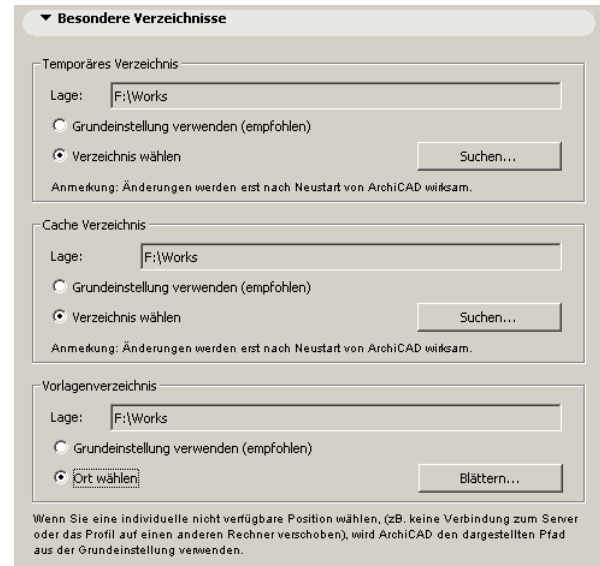 Besondere Verzeichnisse
Temporäres Verzeichnis
Lage: F:\Works
Grundeinstellung verwenden (empfohlen)
Verzeichnis wählen Suchen...
Anmerkung: Änderungen werden erst nach Neustart von ArchiCAD wirksam.
Cache Verzeichnis
Lage: F:\Works
Grundeinstellung verwenden (empfohlen)
Verzeichnis wählen Suchen...
Anmerkung: Änderungen werden erst nach Neustart von ArchiCAD wirksam.
Vorlagenverzeichnis
Lage: F:\Works
Grundeinstellung verwenden (empfohlen)
Ort wählen Blättern...
Wenn Sie eine individuelle nicht verfügbare Position wählen, (zB. keine Verbindung zum Server
oder das Profil auf einen anderen Rechner verschoben), wird ArchiCAD den dargestellten Pfad
aus der Grundeinstellung verwenden.